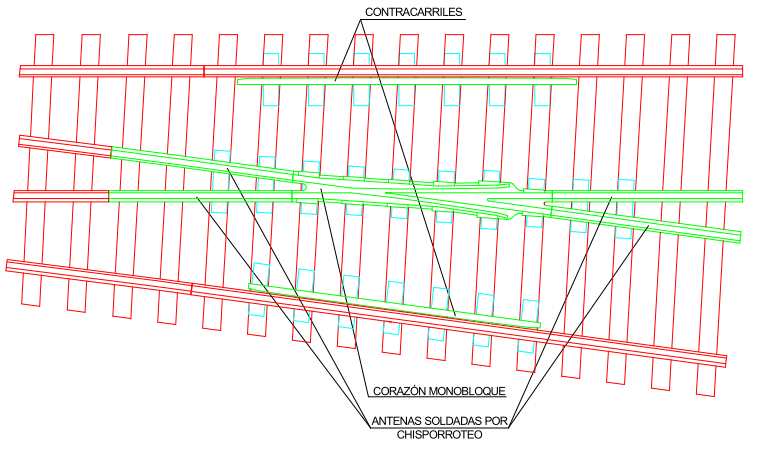 CONTRACARRILES
CORAZÓN MONOBLOQUE
ANTENAS SOLDADAS POR
CHISPORROTEO